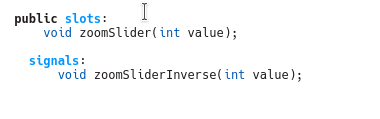 public slots:
    void zoomSlider(int value);

  signals:
      void zoomSliderInverse(int value);